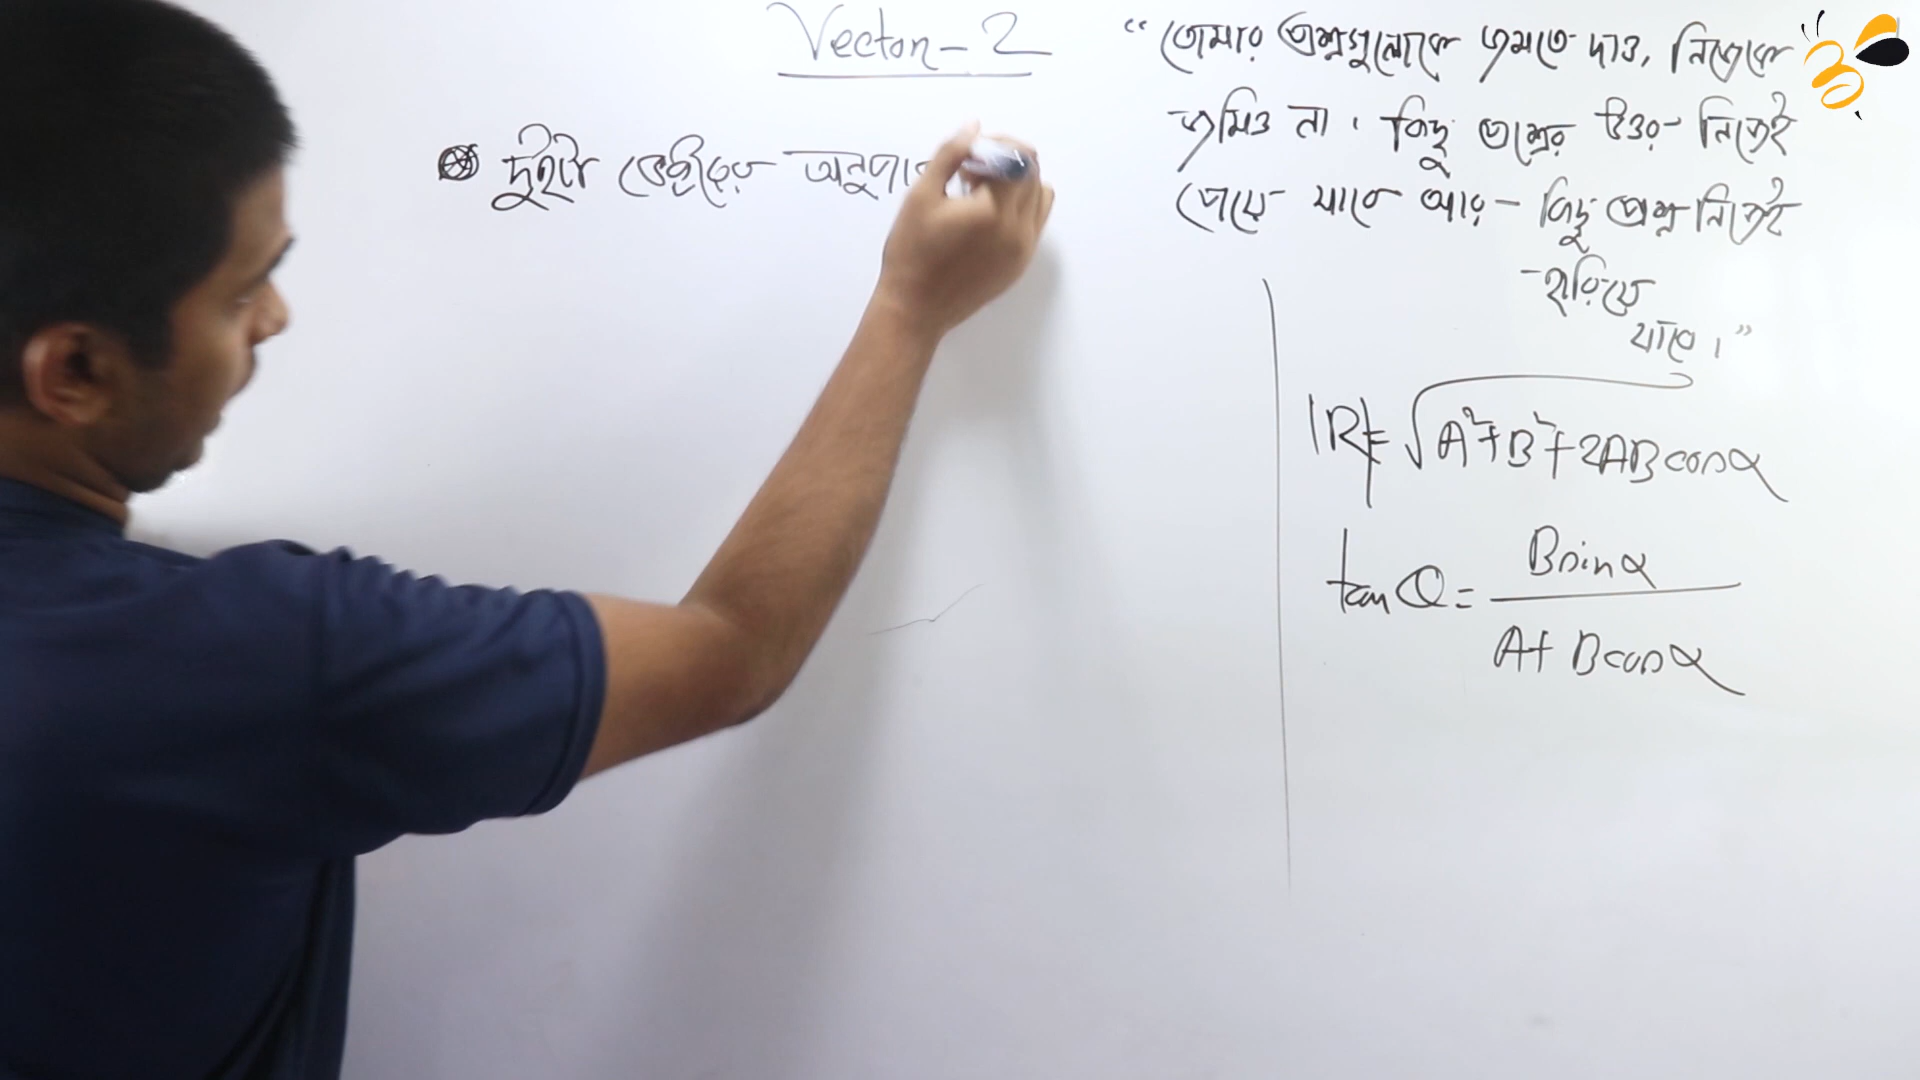 Vector-2
"তোমার প্রশ্নগুলোকে জমতে দাও, নিজেকে
জমিও না। কিছু প্রশ্নের উত্তর নিজেই
পেয়ে যাবে আর কিছু প্রশ্ন নিজেই
হারিয়ে
যাবে।"
দুইটা ভেক্টরের
|R| = √A²+B²+2ABcosα
tanθ = Bsinα
A+ Bcosα